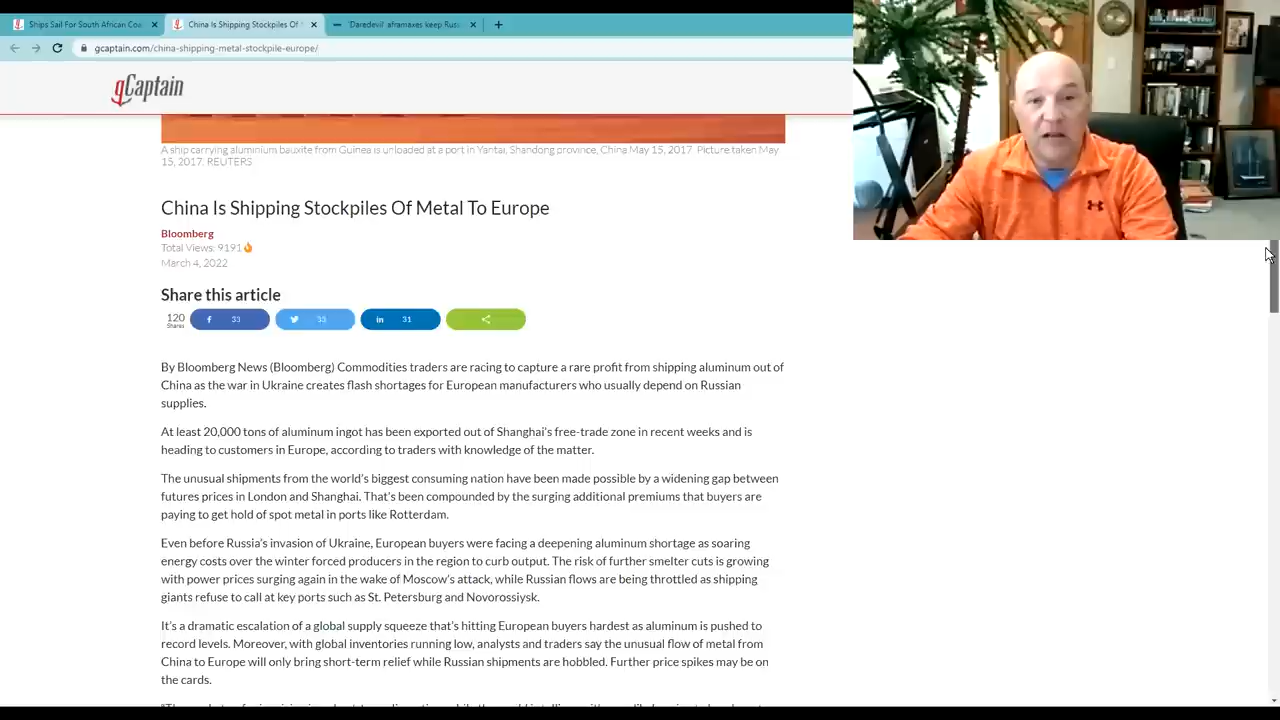 Ships Sail For South African Coa
China Is Shipping Stockpiles Of
'Daredevil' aframaxes keep Russ
gcaptain.com/china-shipping-metal-stockpile-europe/
gCaptain
A ship carrying aluminium bauxite from Guinea is unloaded at a port in Yantai, Shandong province, China May 15, 2017. Picture taken May
15, 2017. REUTERS
China Is Shipping Stockpiles Of Metal To Europe
Bloomberg
Total Views: 9191
March 4, 2022
Share this article
120 33 33 31
Shares
By Bloomberg News (Bloomberg) Commodities traders are racing to capture a rare profit from shipping aluminum out of
China as the war in Ukraine creates flash shortages for European manufacturers who usually depend on Russian
supplies.
At least 20,000 tons of aluminum ingot has been exported out of Shanghai's free-trade zone in recent weeks and is
heading to customers in Europe, according to traders with knowledge of the matter.
The unusual shipments from the world's biggest consuming nation have been made possible by a widening gap between
futures prices in London and Shanghai. That's been compounded by the surging additional premiums that buyers are
paying to get hold of spot metal in ports like Rotterdam.
Even before Russia's invasion of Ukraine, European buyers were facing a deepening aluminum shortage as soaring
energy costs over the winter forced producers in the region to curb output. The risk of further smelter cuts is growing
with power prices surging again in the wake of Moscow's attack, while Russian flows are being throttled as shipping
giants refuse to call at key ports such as St. Petersburg and Novorossiysk.
It's a dramatic escalation of a global supply squeeze that's hitting European buyers hardest as aluminum is pushed to
record levels. Moreover, with global inventories running low, analysts and traders say the unusual flow of metal from
China to Europe will only bring short-term relief while Russian shipments are hobbled. Further price spikes may be on
the cards.